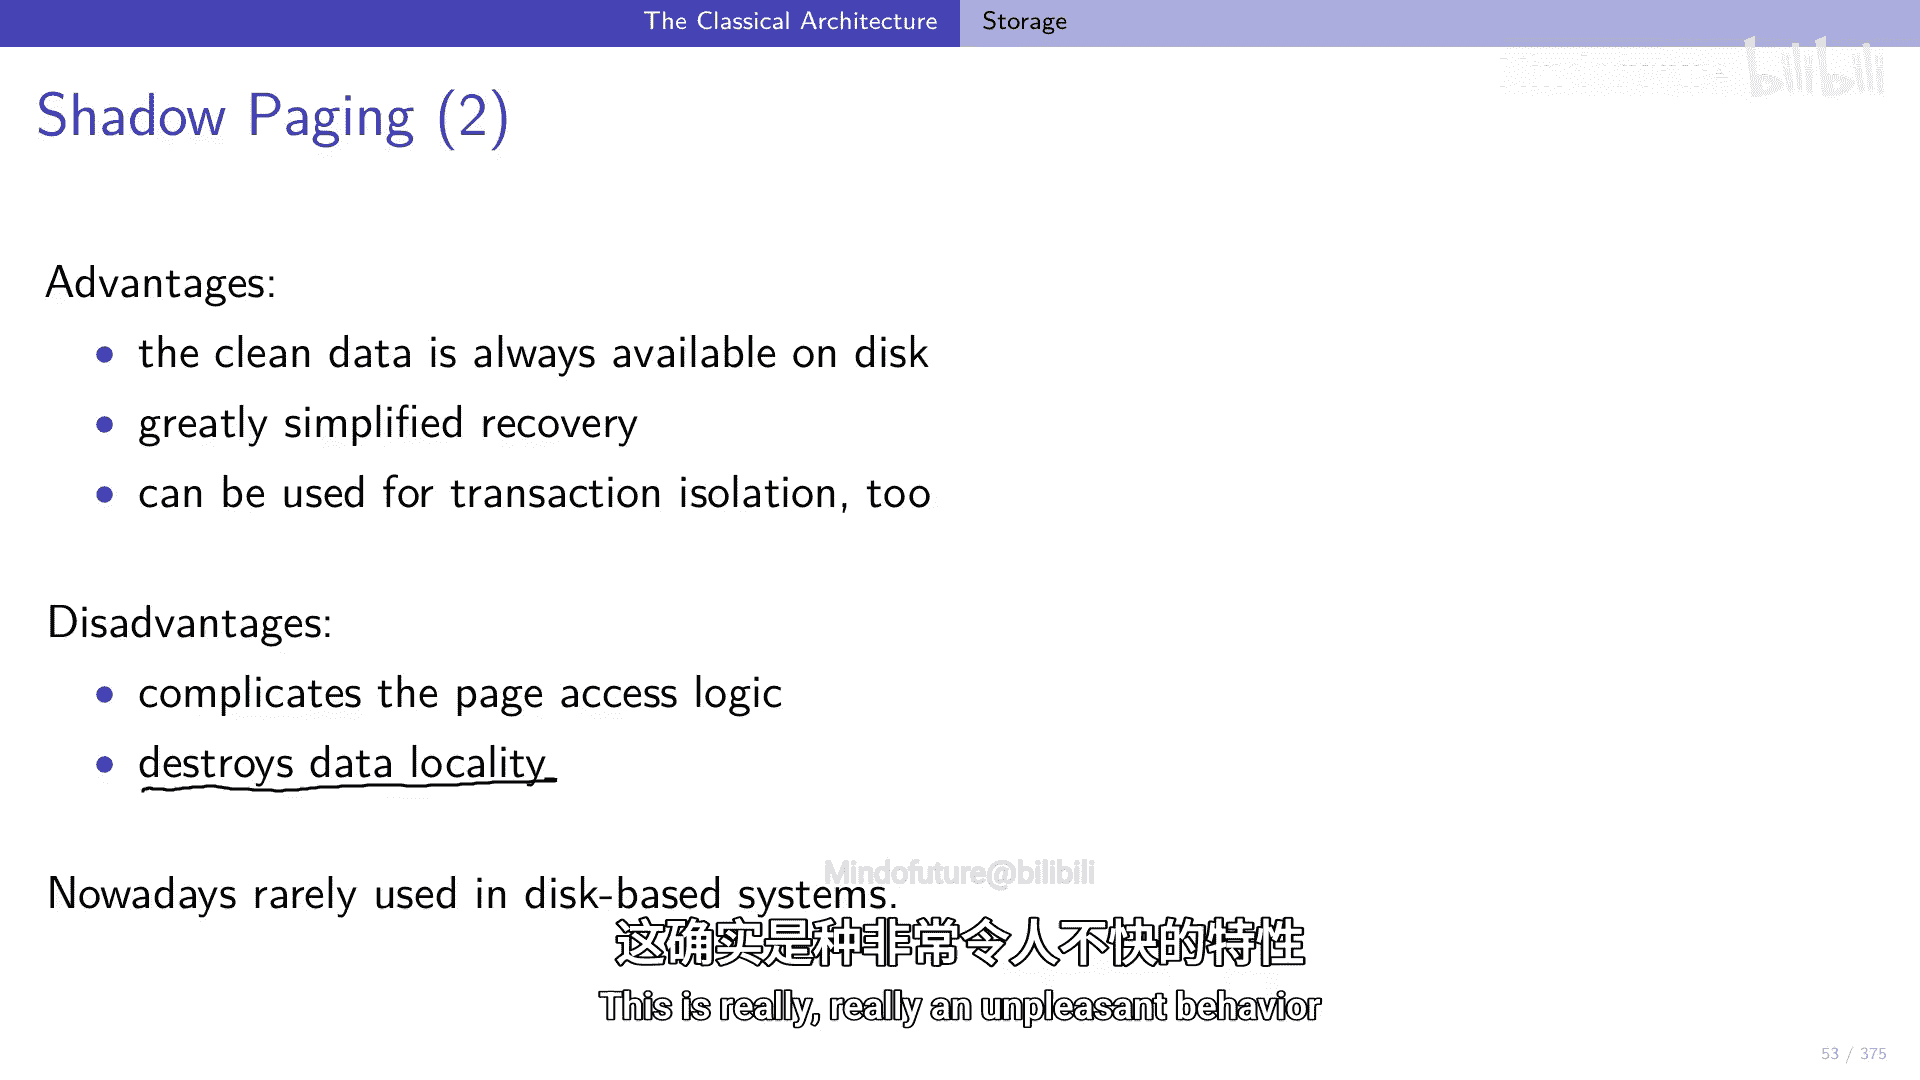 The Classical Architecture Storage
bilibili
Shadow Paging (2)
Advantages:
• the clean data is always available on disk
• greatly simplified recovery
• can be used for transaction isolation, too
Disadvantages:
• complicates the page access logic
• destroys data locality
Mindofuture@bilibili
Nowadays rarely used in disk-based systems.
这确实是种非常令人不快的特性
This is really, really an unpleasant behavior
53 / 375